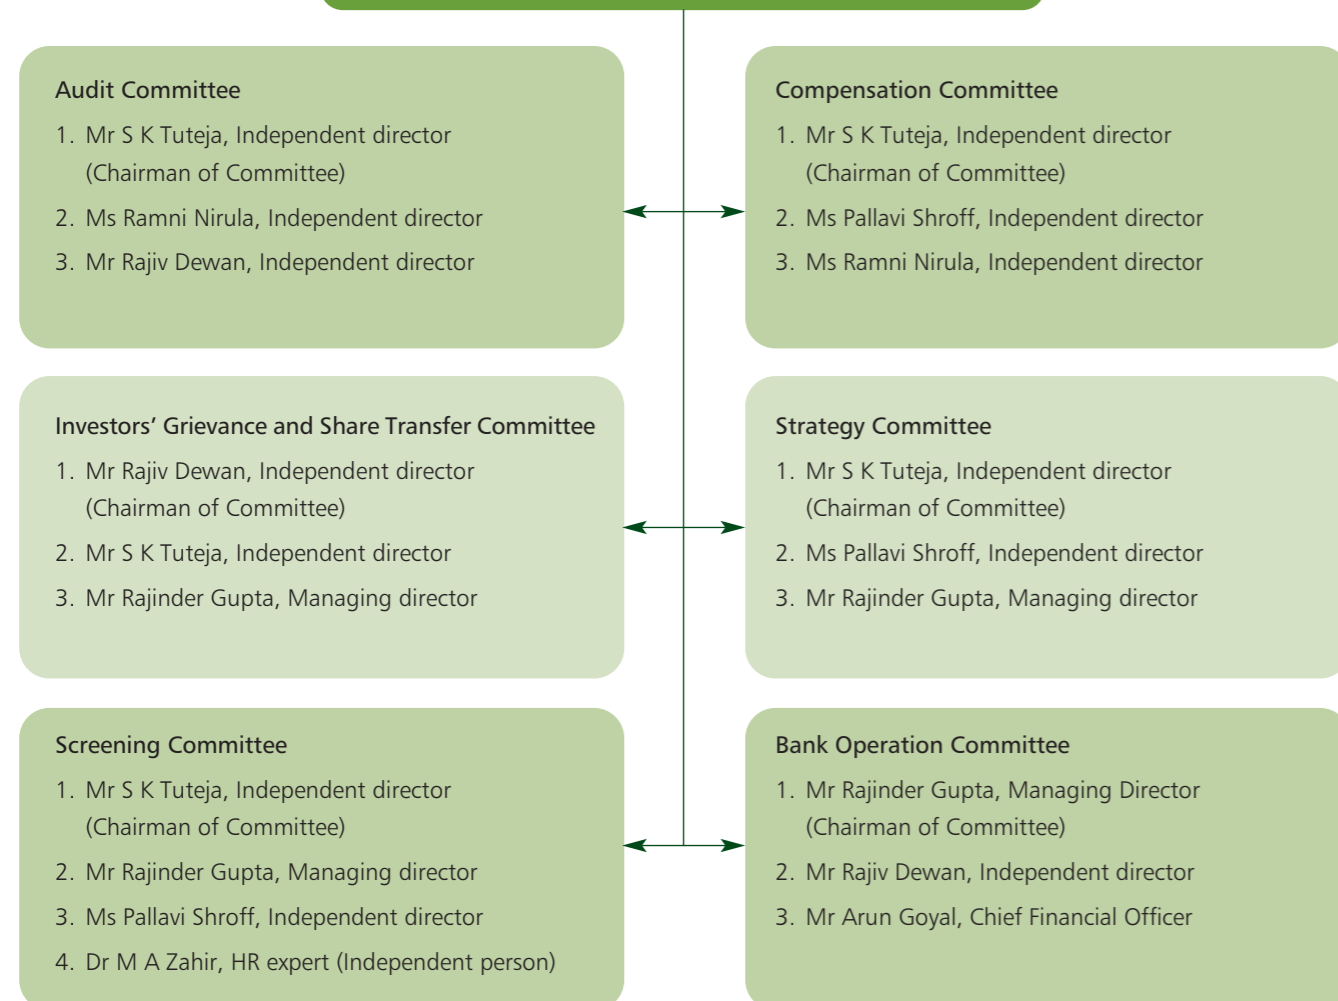 Audit Committee
1. Mr S K Tuteja, Independent director
(Chairman of Committee)
2. Ms Ramni Nirula, Independent director
3. Mr Rajiv Dewan, Independent director
Compensation Committee
1. Mr S K Tuteja, Independent director
(Chairman of Committee)
2. Ms Pallavi Shroff, Independent director
3. Ms Ramni Nirula, Independent director
Investors’ Grievance and Share Transfer Committee
1. Mr Rajiv Dewan, Independent director
(Chairman of Committee)
2. Mr S K Tuteja, Independent director
3. Mr Rajinder Gupta, Managing director
Strategy Committee
1. Mr S K Tuteja, Independent director
(Chairman of Committee)
2. Ms Pallavi Shroff, Independent director
3. Mr Rajinder Gupta, Managing director
Screening Committee
1. Mr S K Tuteja, Independent director
(Chairman of Committee)
2. Mr Rajinder Gupta, Managing director
3. Ms Pallavi Shroff, Independent director
4. Dr M A Zahir, HR expert (Independent person)
Bank Operation Committee
1. Mr Rajinder Gupta, Managing Director
(Chairman of Committee)
2. Mr Rajiv Dewan, Independent director
3. Mr Arun Goyal, Chief Financial Officer